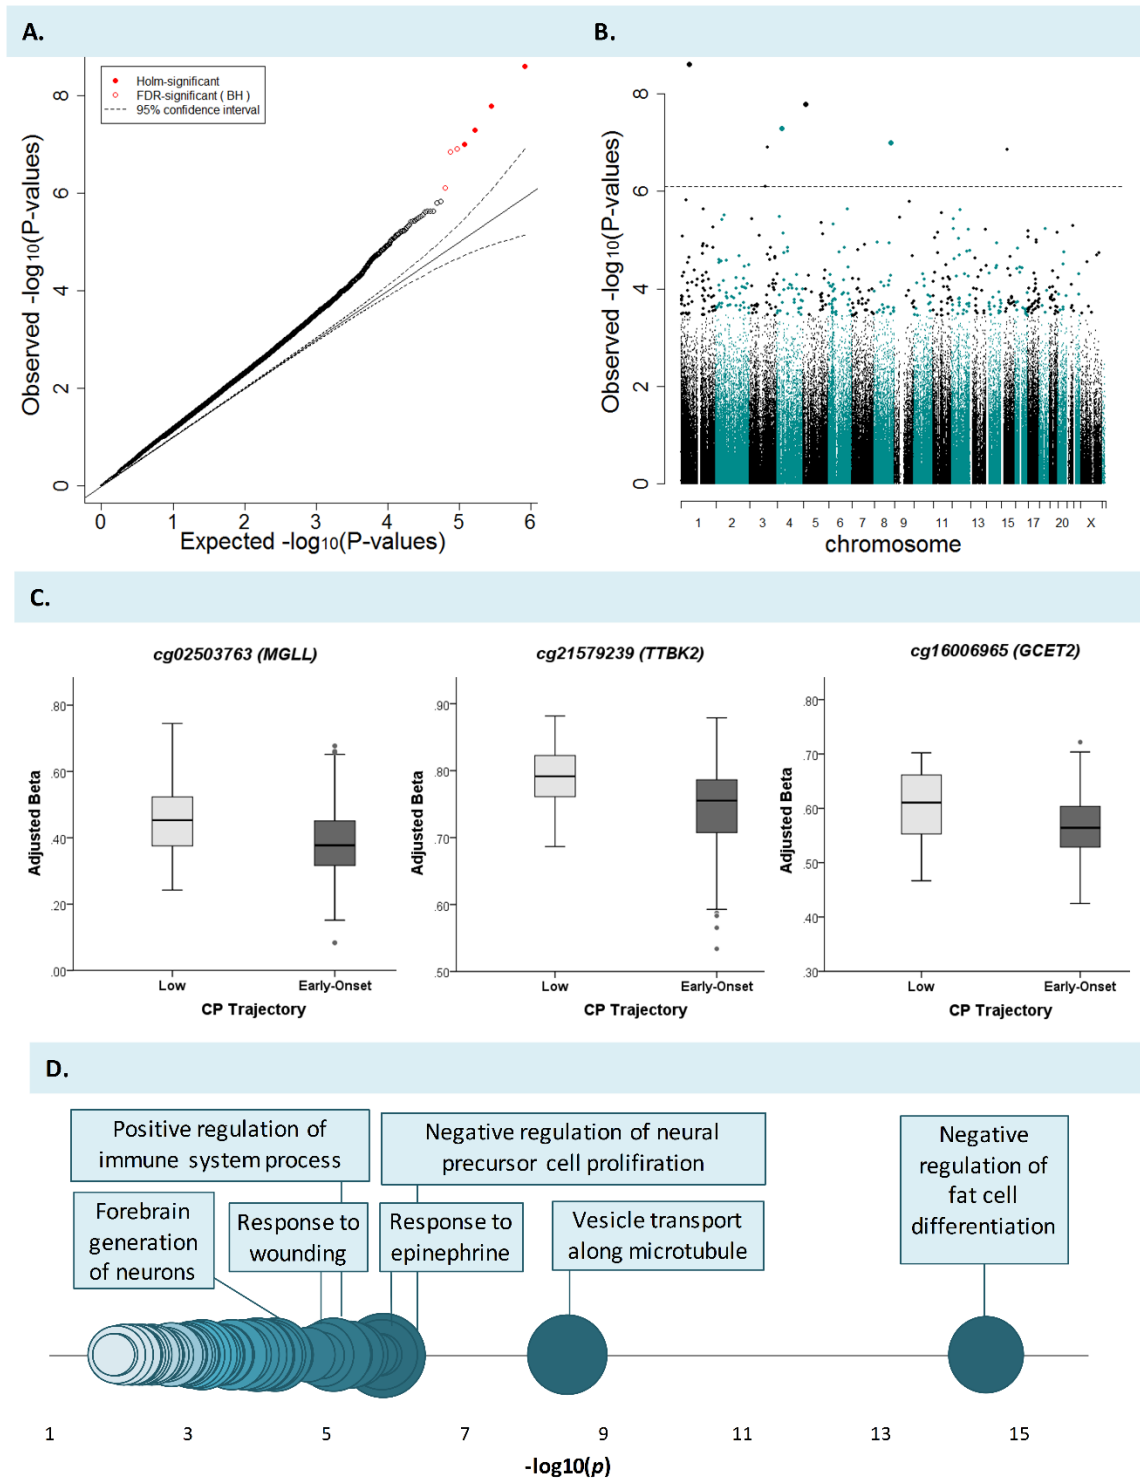 A.
B.
Holm-significant
FDR-significant ( BH )
95% confidence interval
Observed -log10(P-values)
0
2
4
6
8
0 1 2 3 4 5 6
Expected -log10(P-values)
Observed -log10(P-values)
8
6
4
2
0
1 2 3 4 5 6 7 8 9 11 13 15 17 20 X
chromosome
C.
cg02503763 (MGLL)
cg21579239 (TTBK2)
cg16006965 (GCET2)
Adjusted Beta
.80
.60
.40
.20
.00
Low Early-Onset
CP Trajectory
Adjusted Beta
.90
.80
.70
.60
.50
Low Early-Onset
CP Trajectory
Adjusted Beta
.80
.70
.60
.50
.40
.30
Low Early-Onset
CP Trajectory
D.
Positive regulation of
immune system process
Negative regulation of neural
precursor cell prolifiration
Negative
regulation of
fat cell
differentiation
Forebrain
generation
of neurons
Response to
wounding
Response to
epinephrine
Vesicle transport
along microtubule
1 3 5 7 9 11 13 15
-log10(p)